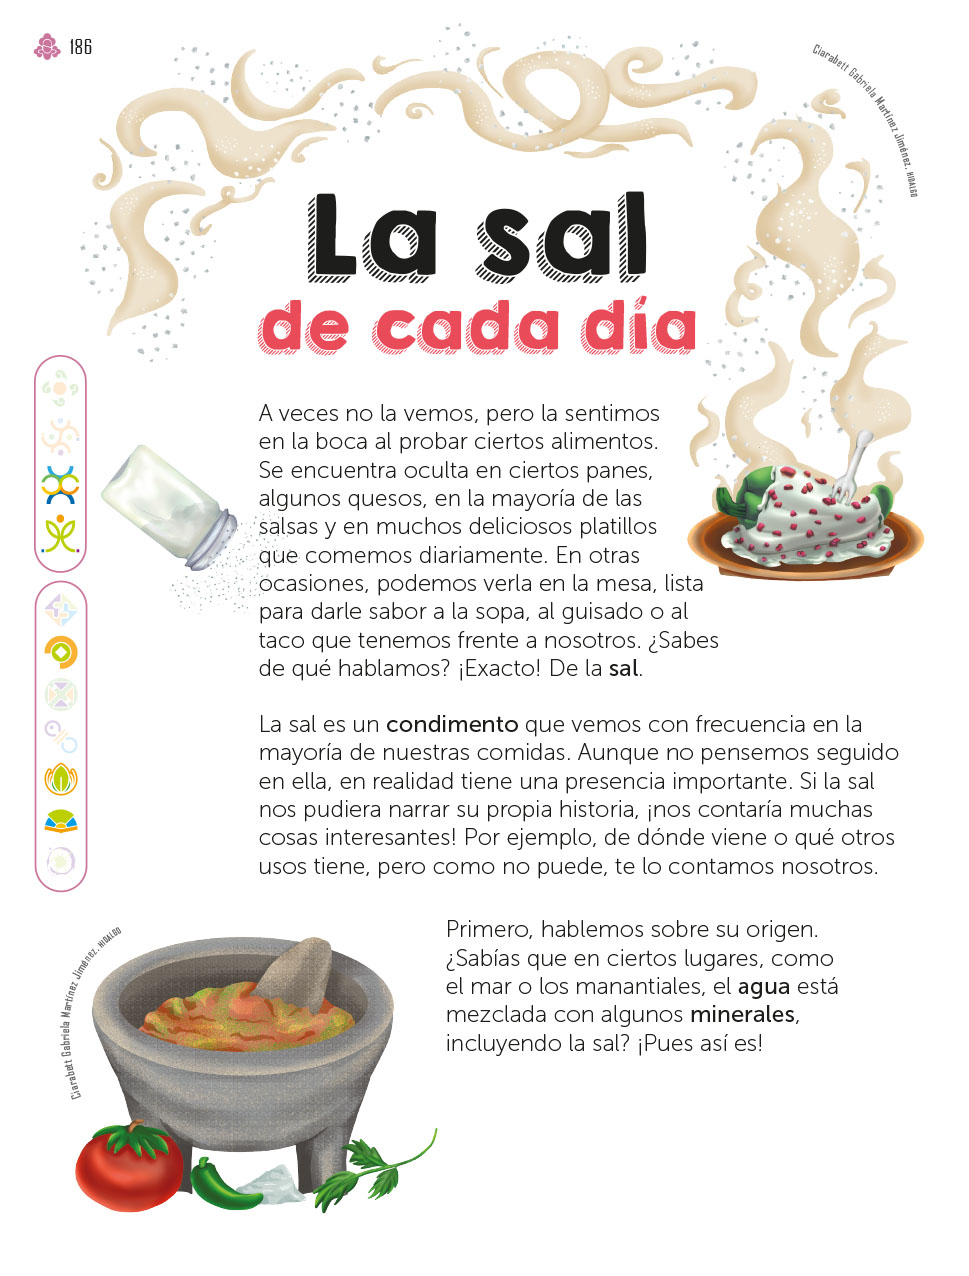 186
Ciarabett Gabriela Martínez Jiménez, HIDALGO
La sal
de cada día
A veces no la vemos, pero la sentimos
en la boca al probar ciertos alimentos.
Se encuentra oculta en ciertos panes,
algunos quesos, en la mayoría de las
salsas y en muchos deliciosos platillos
que comemos diariamente. En otras
ocasiones, podemos verla en la mesa, lista
para darle sabor a la sopa, al guisado o al
taco que tenemos frente a nosotros. ¿Sabes
de qué hablamos? ¡Exacto! De la sal.
La sal es un condimento que vemos con frecuencia en la
mayoría de nuestras comidas. Aunque no pensemos seguido
en ella, en realidad tiene una presencia importante. Si la sal
nos pudiera narrar su propia historia, ¡nos contaría muchas
cosas interesantes! Por ejemplo, de dónde viene o qué otros
usos tiene, pero como no puede, te lo contamos nosotros.
Primero, hablemos sobre su origen.
¿Sabías que en ciertos lugares, como
el mar o los manantiales, el agua está
mezclada con algunos minerales,
incluyendo la sal? ¡Pues así es!
Ciarabett Gabriela Martínez Jiménez, HIDALGO